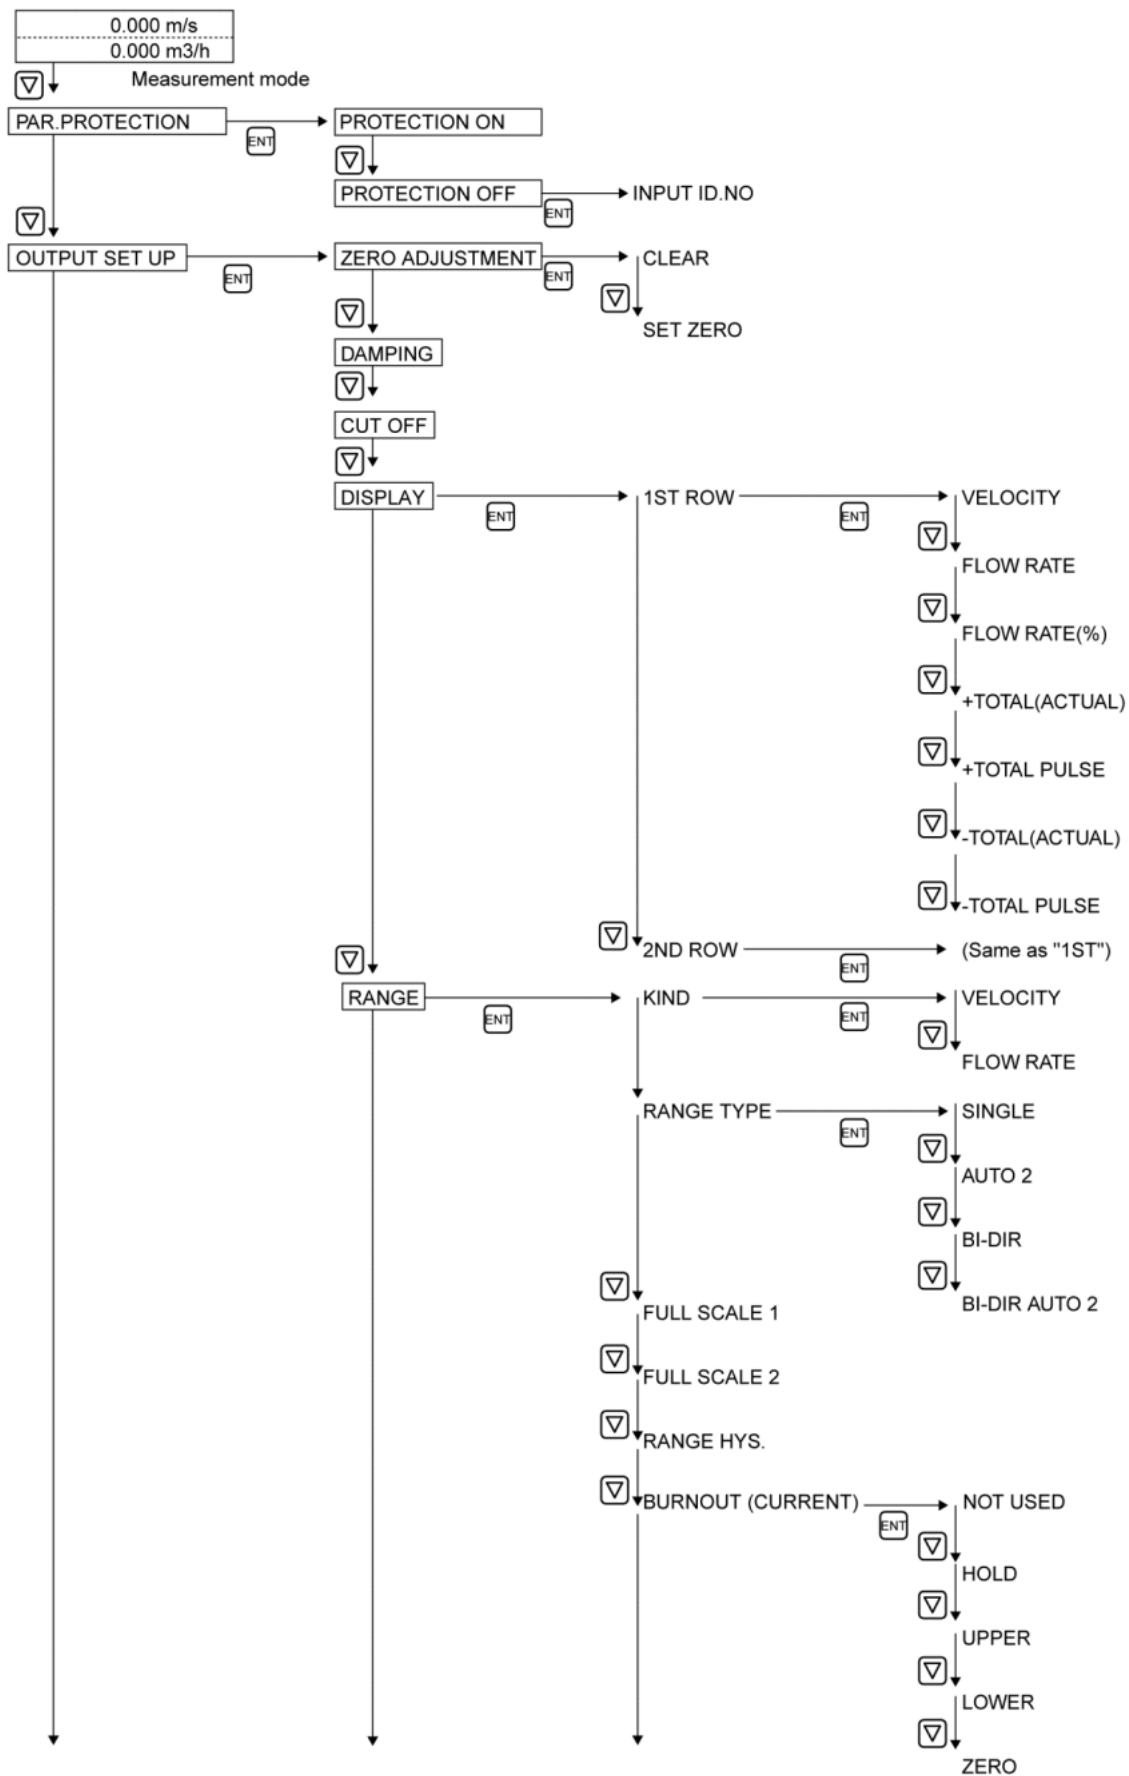 0.000 m/s
0.000 m3/h
Measurement mode
PAR.PROTECTION
ENT
PROTECTION ON
PROTECTION OFF
ENT
INPUT ID.NO
OUTPUT SET UP
ENT
ZERO ADJUSTMENT
ENT
CLEAR
SET ZERO
DAMPING
CUT OFF
DISPLAY
ENT
1ST ROW
ENT
VELOCITY
FLOW RATE
FLOW RATE(%)
+TOTAL(ACTUAL)
+TOTAL PULSE
-TOTAL(ACTUAL)
-TOTAL PULSE
2ND ROW
ENT
(Same as "1ST")
RANGE
ENT
KIND
ENT
VELOCITY
FLOW RATE
RANGE TYPE
ENT
SINGLE
AUTO 2
BI-DIR
BI-DIR AUTO 2
FULL SCALE 1
FULL SCALE 2
RANGE HYS.
BURNOUT (CURRENT)
ENT
NOT USED
HOLD
UPPER
LOWER
ZERO